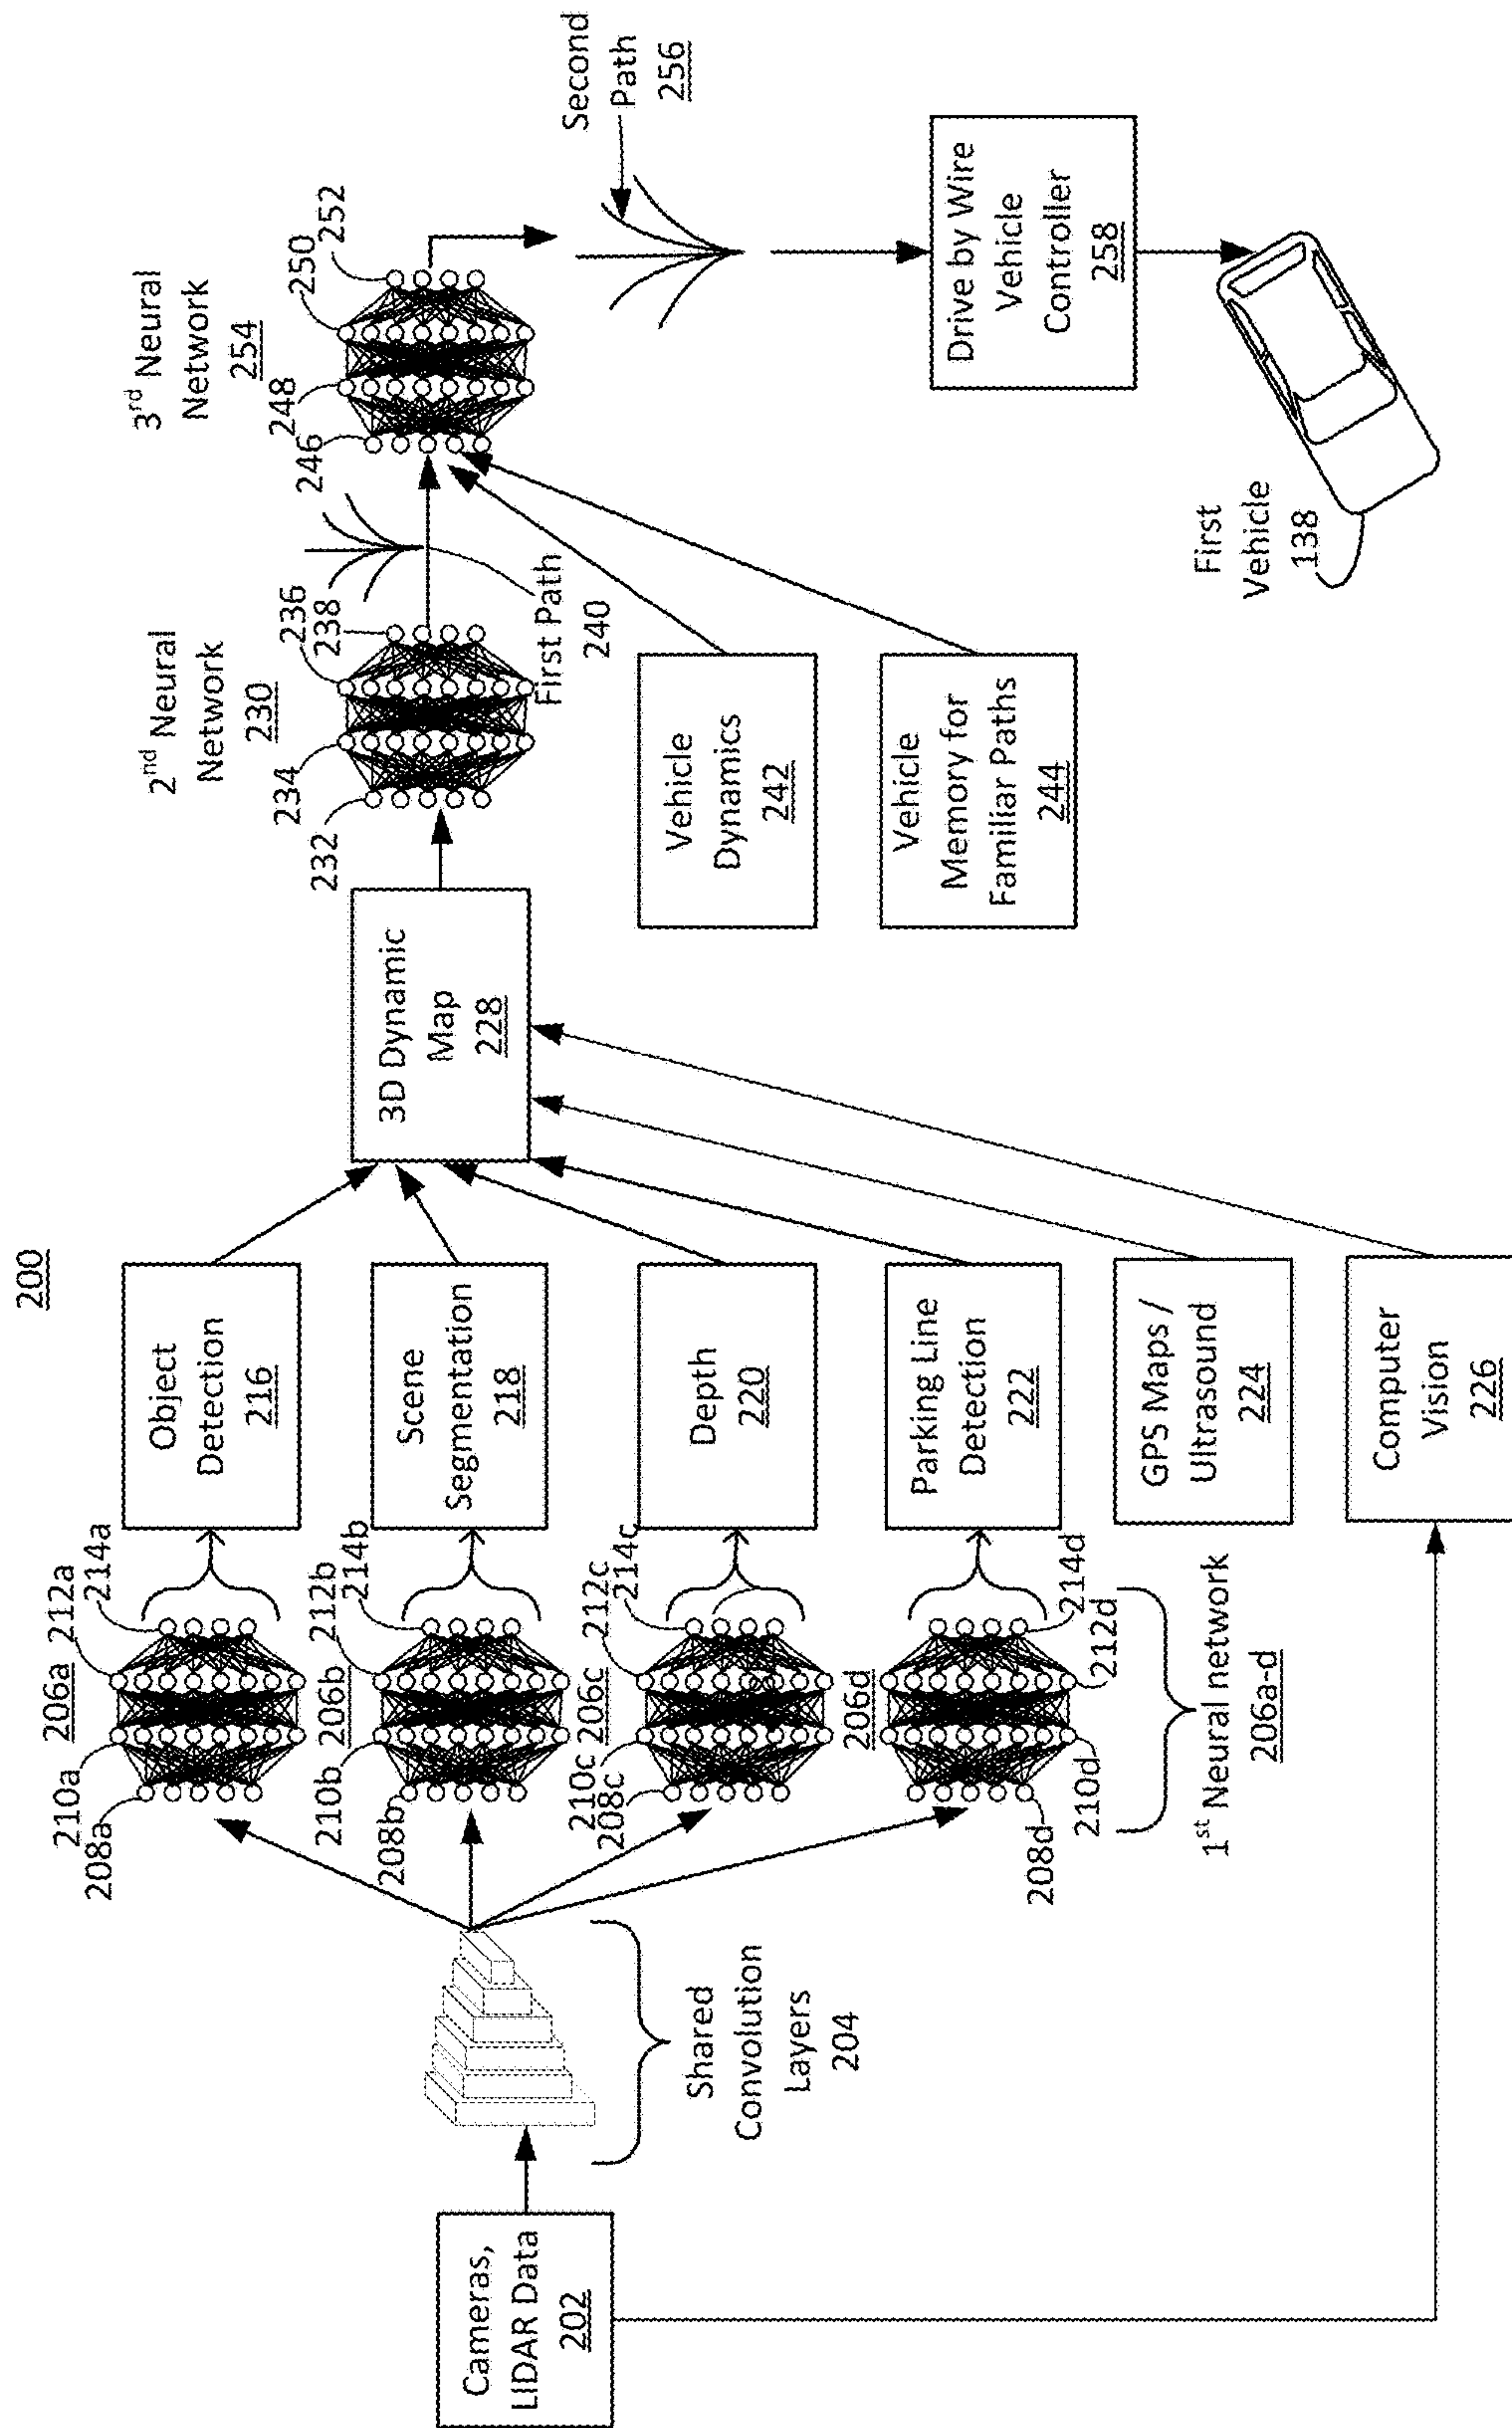 200
Cameras,
LIDAR Data
202
Shared
Convolution
Layers
204
206a
208a
210a
212a
214a
206b
208b
210b
212b
214b
206c
208c
210c
212c
214c
206d
208d
210d
212d
214d
1st Neural network
206a-d
Object
Detection
216
Scene
Segmentation
218
Depth
220
Parking Line
Detection
222
GPS Maps /
Ultrasound
224
Computer
Vision
226
3D Dynamic
Map
228
2nd Neural
Network
230
232
234
236
238
First Path
240
Vehicle
Dynamics
242
Vehicle
Memory for
Familiar Paths
244
3rd Neural
Network
254
246
248
250
252
Second
Path
256
Drive by Wire
Vehicle
Controller
258
First
Vehicle
138